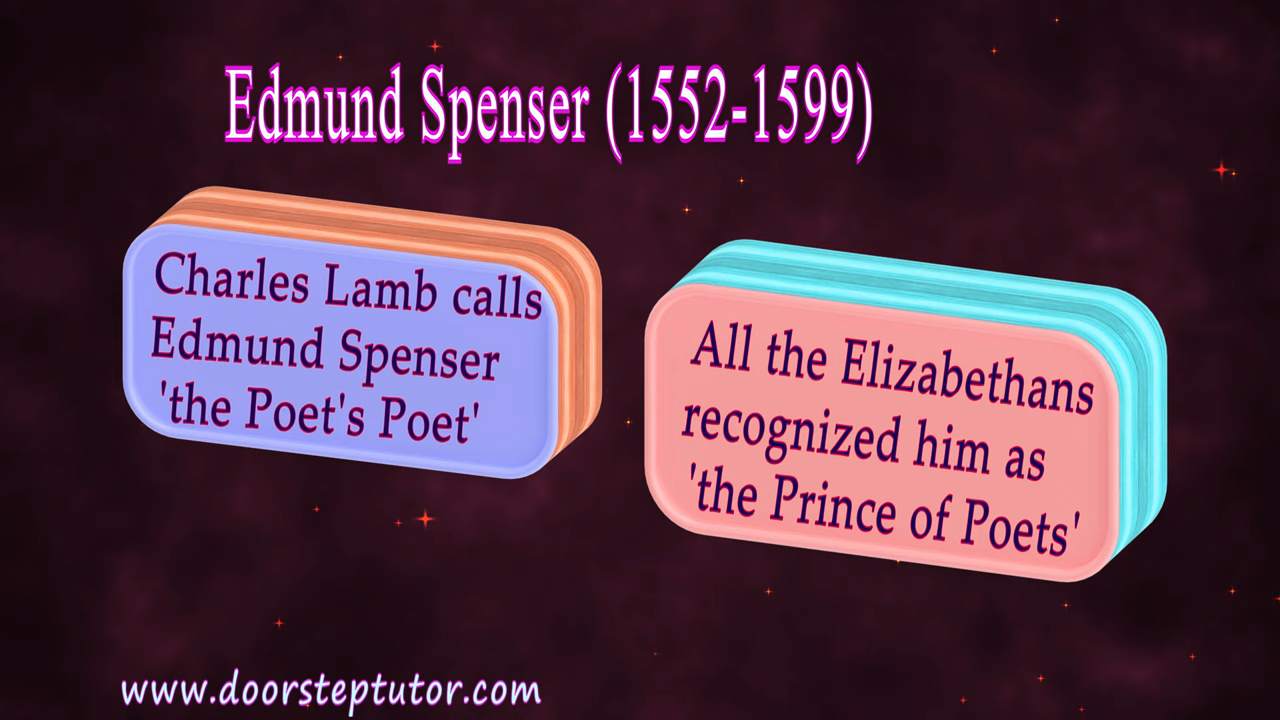 Edmund Spenser (1552-1599)
Charles Lamb calls
Edmund Spenser
'the Poet's Poet'
All the Elizabethans
recognized him as
'the Prince of Poets'
www.doorsteptutor.com